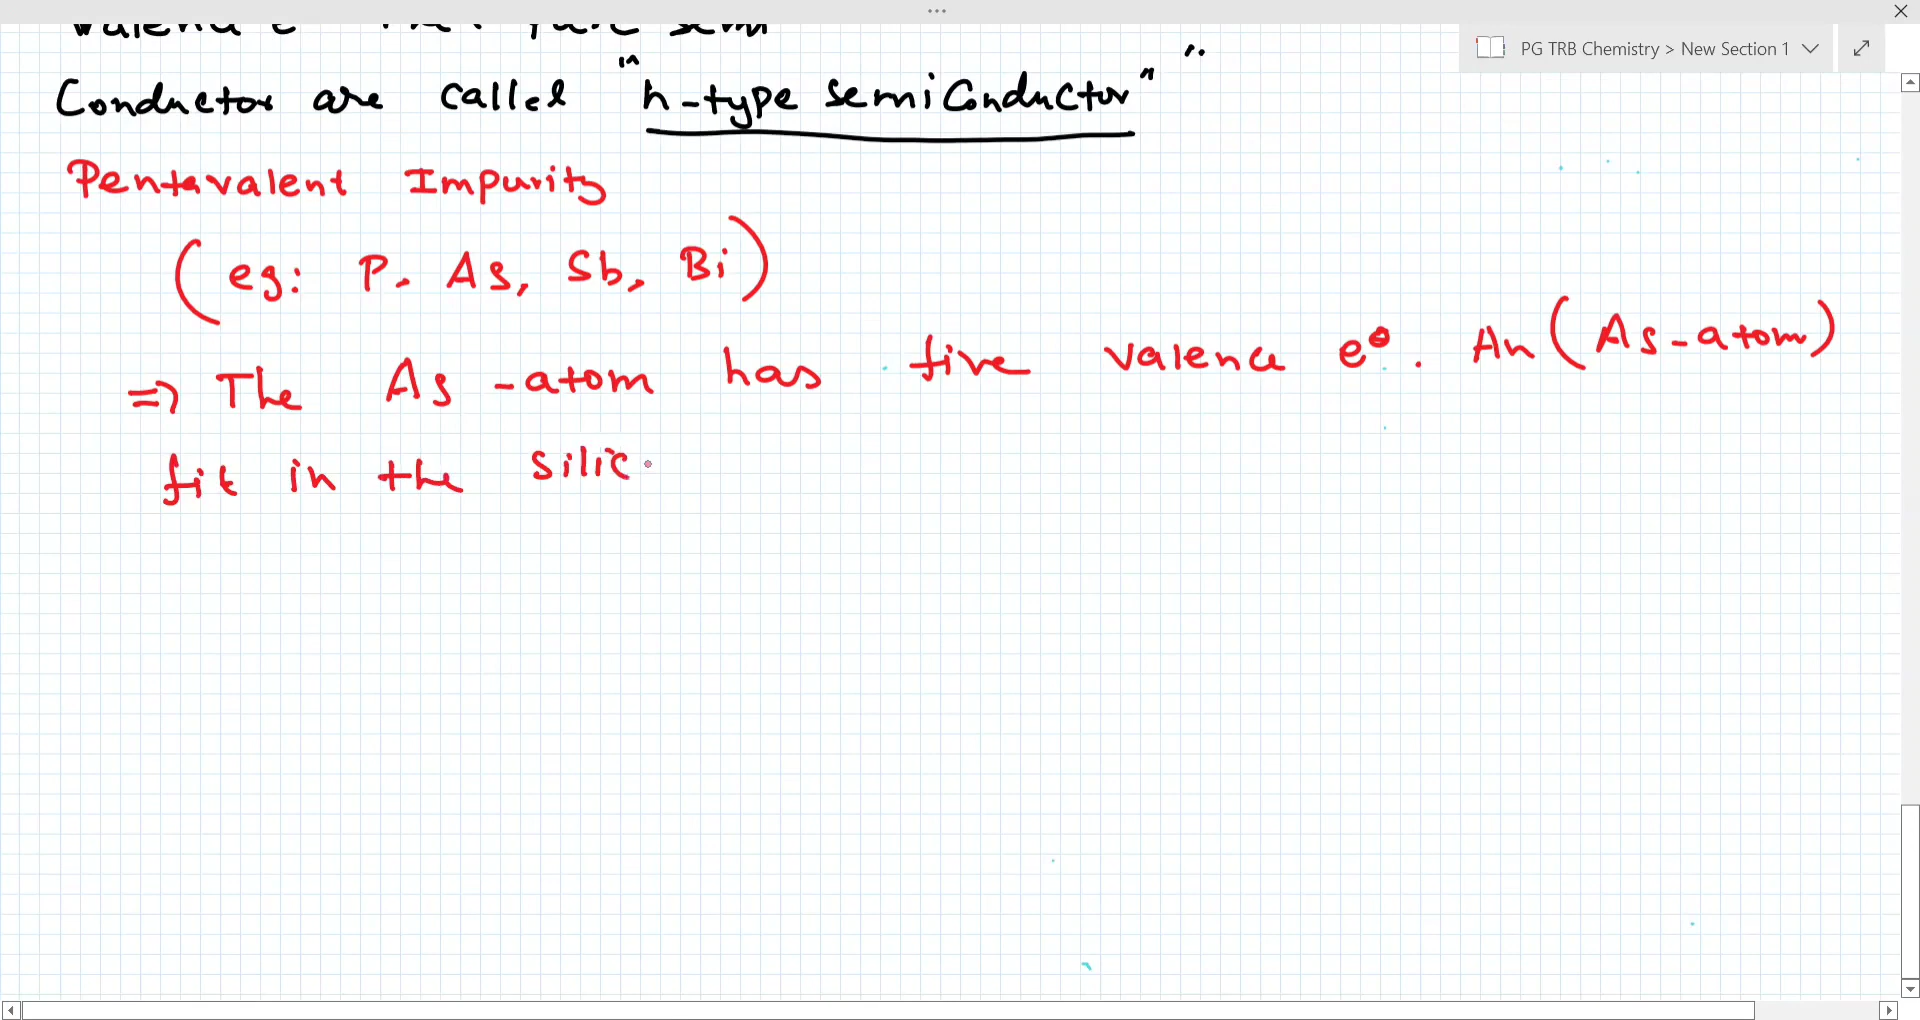 PG TRB Chemistry > New Section 1
Conductor are called "n-type semiConductor"
Pentavalent Impurity
(eg: P, As, Sb, Bi)
⇒ The As-atom has five valence e⊖. An (As-atom)
fit in the silic